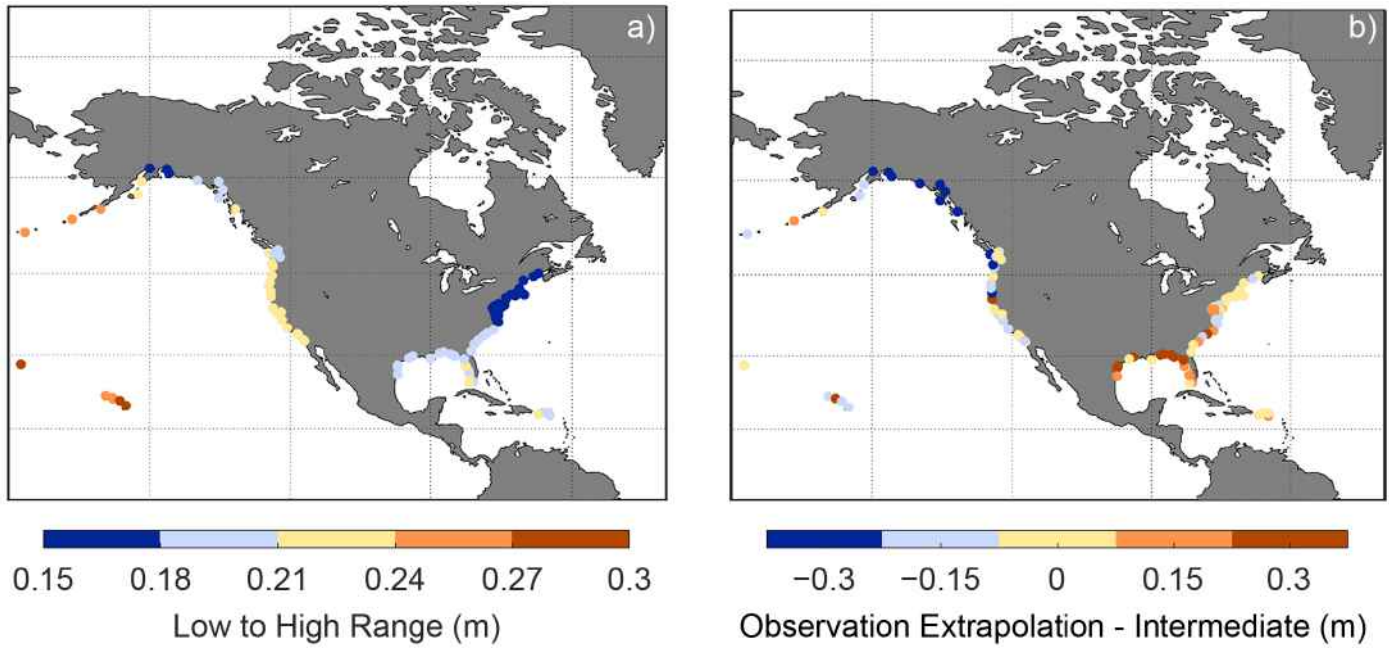 a)
b)
0.15 0.18 0.21 0.24 0.27 0.3
Low to High Range (m)
−0.3 −0.15 0 0.15 0.3
Observation Extrapolation - Intermediate (m)